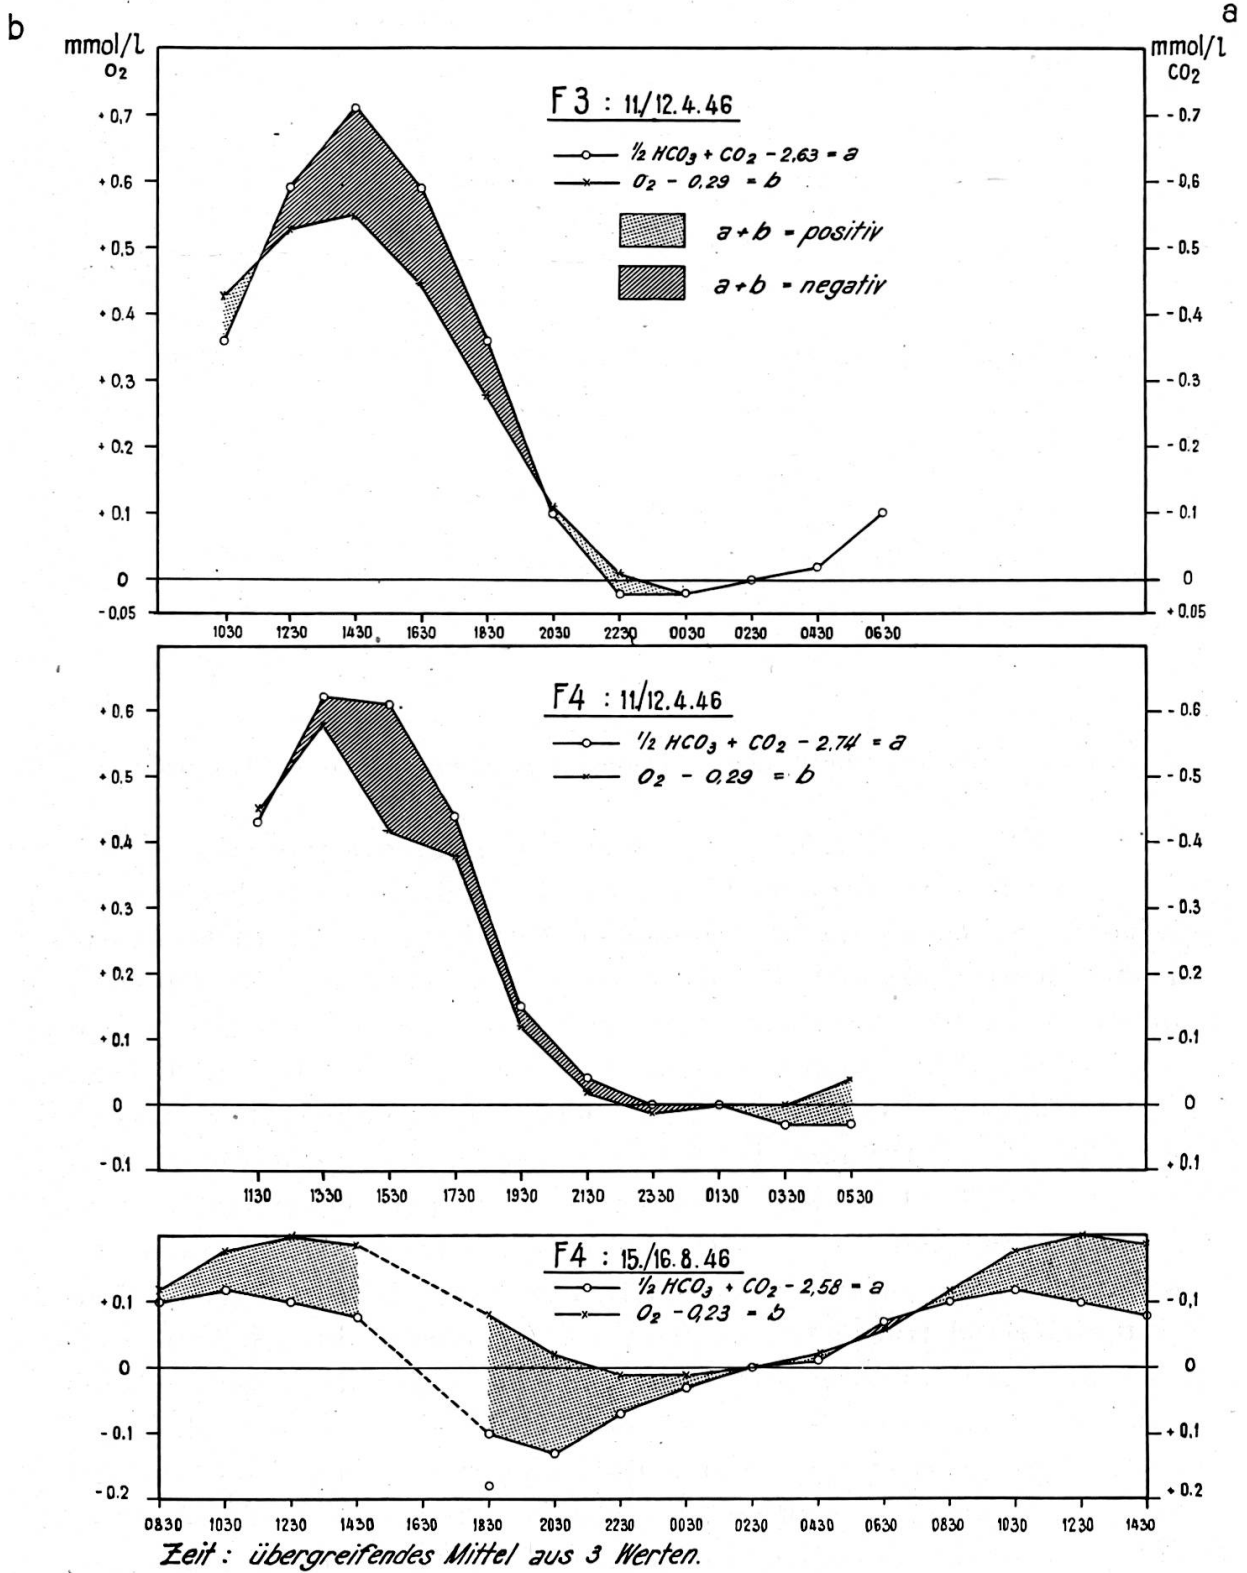 b
a
mmol/l
O₂
mmol/l
CO₂
F3 : 11./12.4.46
½ HCO₃ + CO₂ - 2,63 = a
O₂ - 0,29 = b
a+b = positiv
a+b = negativ
+0,7
+0,6
+0,5
+0,4
+0,3
+0,2
+0,1
0
-0,05
-0.7
-0,6
-0.5
-0,4
-0.3
-0.2
-0.1
0
+0.05
1030 1230 1430 1630 1830 2030 2230 0030 0230 0430 0630
F4 : 11/12.4.46
½ HCO₃ + CO₂ - 2,74 = a
O₂ - 0,29 = b
+0,6
+0,5
+0,4
+0,3
+0,2
+0,1
0
-0.1
-0.6
-0.5
-0.4
-0.3
-0.2
-0.1
0
+0.1
1130 1330 1530 1730 1930 2130 2330 0130 0330 0530
F4 : 15./16.8.46
½ HCO₃ + CO₂ - 2,58 = a
O₂ - 0,23 = b
+0.1
0
-0.1
-0.2
-0,1
0
+0.1
+0.2
0830 1030 1230 1430 1630 1830 2030 2230 0030 0230 0430 0630 0830 1030 1230 1430
Zeit : übergreifendes Mittel aus 3 Werten.